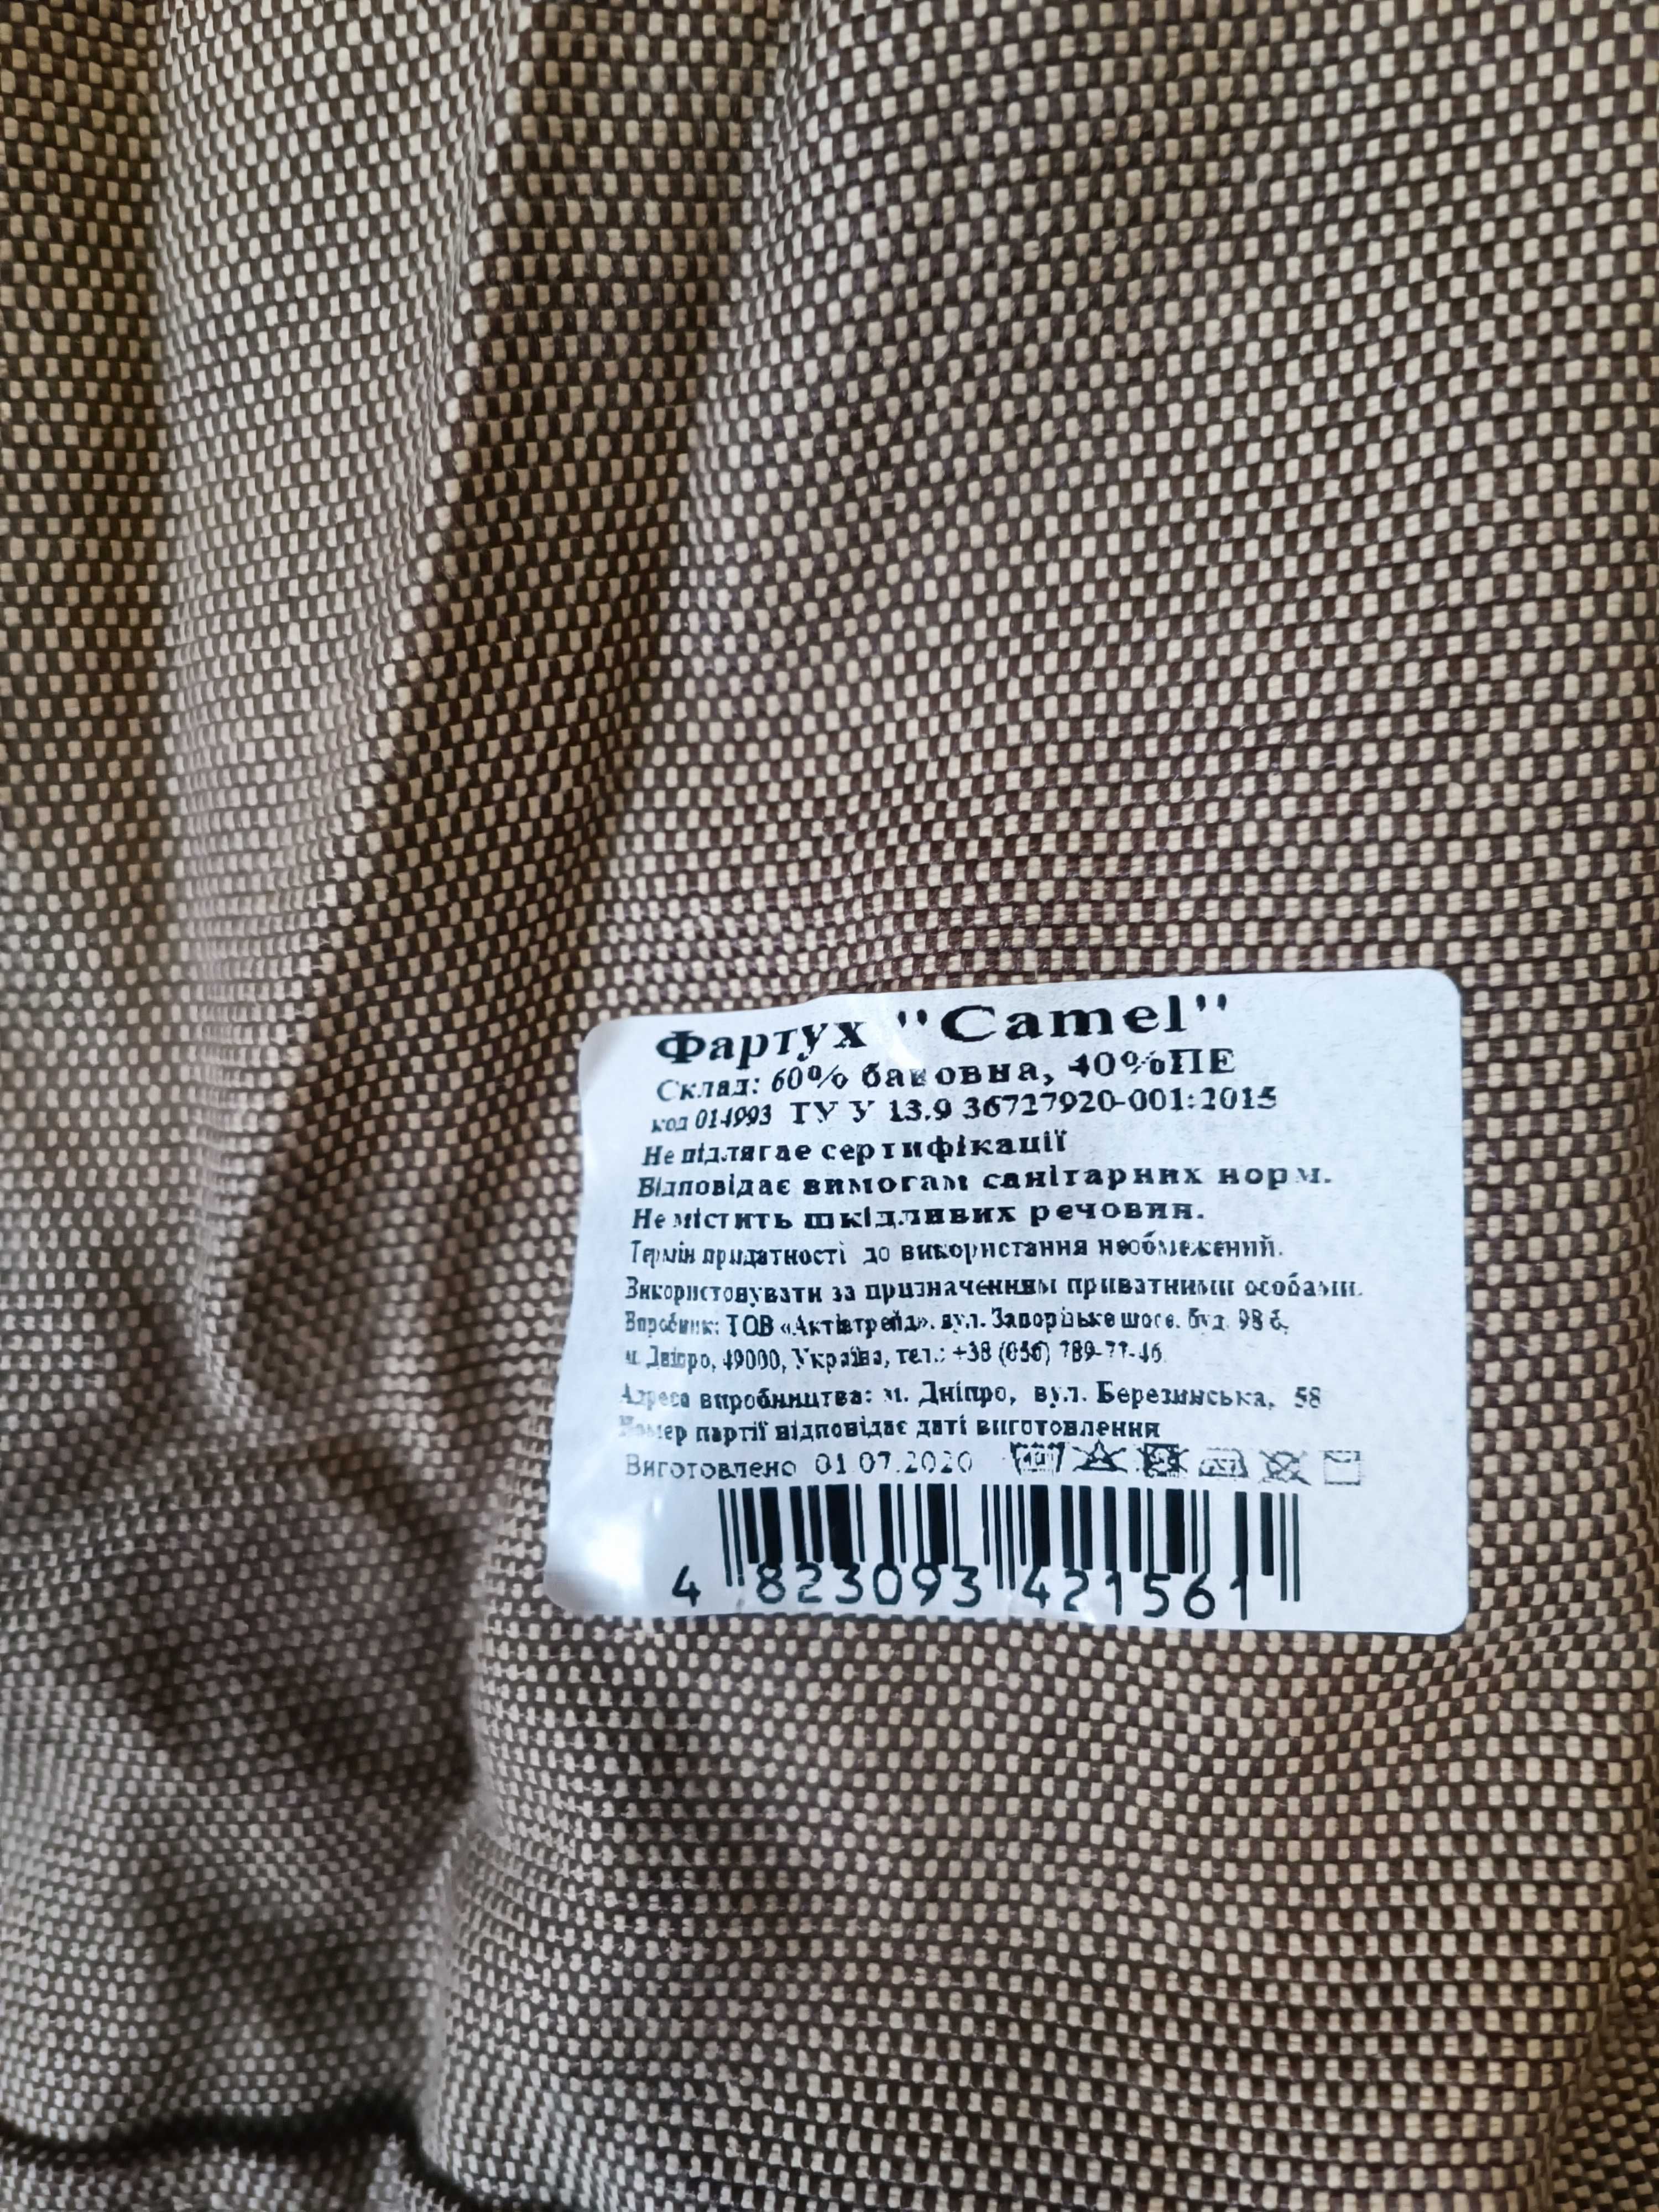 Фартух "Camel"
Склад: 60% бавовна, 40%ПЕ
код 014993 ТУ У 13.9 36727920-001:2015
Не підлягає сертифікації
Відповідає вимогам санітарних норм.
Не містить шкідливих речовин.
Термін придатності до використання необмежений.
Використовувати за призначенням приватними особами.
Виробник: ТОВ «Актівтрейд». вул. Запорізьке шосе. буд. 98
м. Дніпро, 49000, Україна, тел.: +38 (056)
Адреса виробництва: м. Дніпро, вул. Березинська, 58
Номер партії відповідає даті виготовлення
Виготовлено 01.07.2020
4 823093 421561